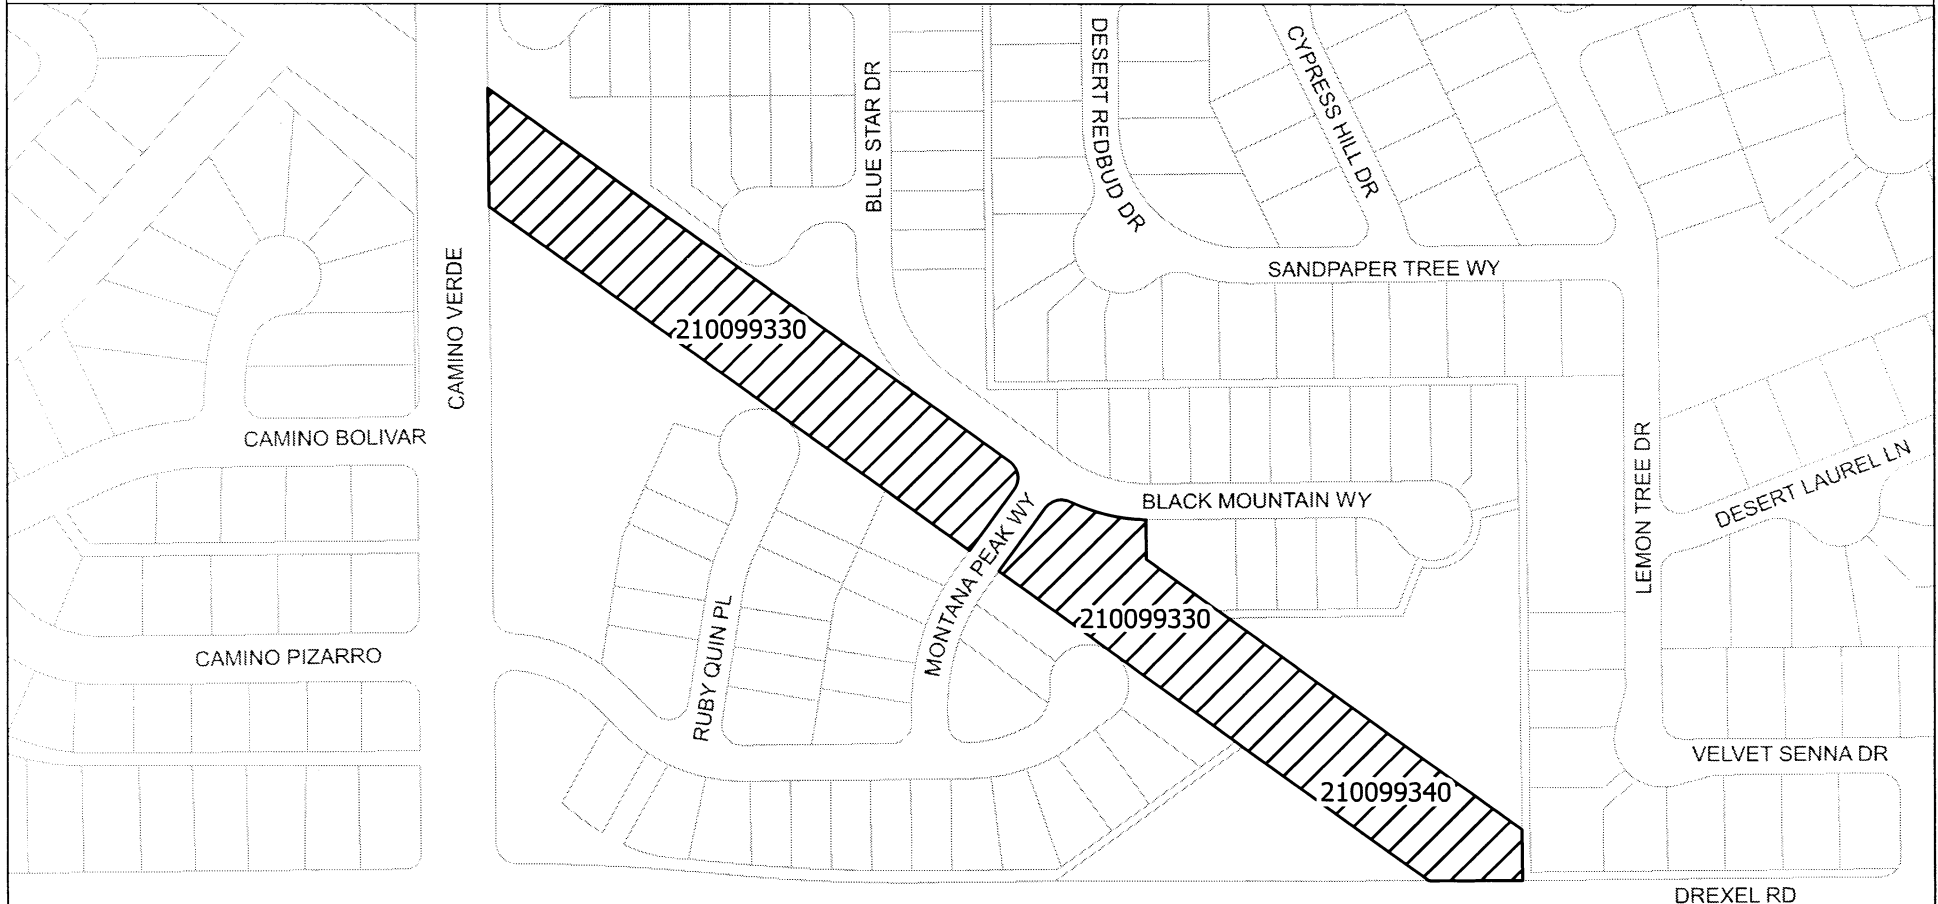 DESERT REDBUD DR
CYPRESS HILL DR
BLUE STAR DR
SANDPAPER TREE WY
CAMINO VERDE
210099330
CAMINO BOLIVAR
LEMON TREE DR
DESERT LAUREL LN
BLACK MOUNTAIN WY
MONTANA PEAK WY
210099330
RUBY QUIN PL
CAMINO PIZARRO
VELVET SENNA DR
210099340
DREXEL RD